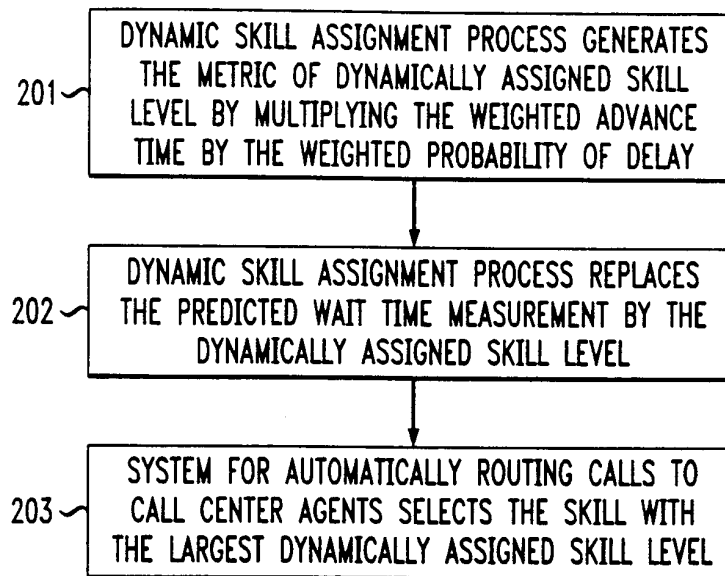 DYNAMIC SKILL ASSIGNMENT PROCESS GENERATES
THE METRIC OF DYNAMICALLY ASSIGNED SKILL
LEVEL BY MULTIPLYING THE WEIGHTED ADVANCE
TIME BY THE WEIGHTED PROBABILITY OF DELAY
201
DYNAMIC SKILL ASSIGNMENT PROCESS REPLACES
THE PREDICTED WAIT TIME MEASUREMENT BY THE
DYNAMICALLY ASSIGNED SKILL LEVEL
202
SYSTEM FOR AUTOMATICALLY ROUTING CALLS TO
CALL CENTER AGENTS SELECTS THE SKILL WITH
THE LARGEST DYNAMICALLY ASSIGNED SKILL LEVEL
203